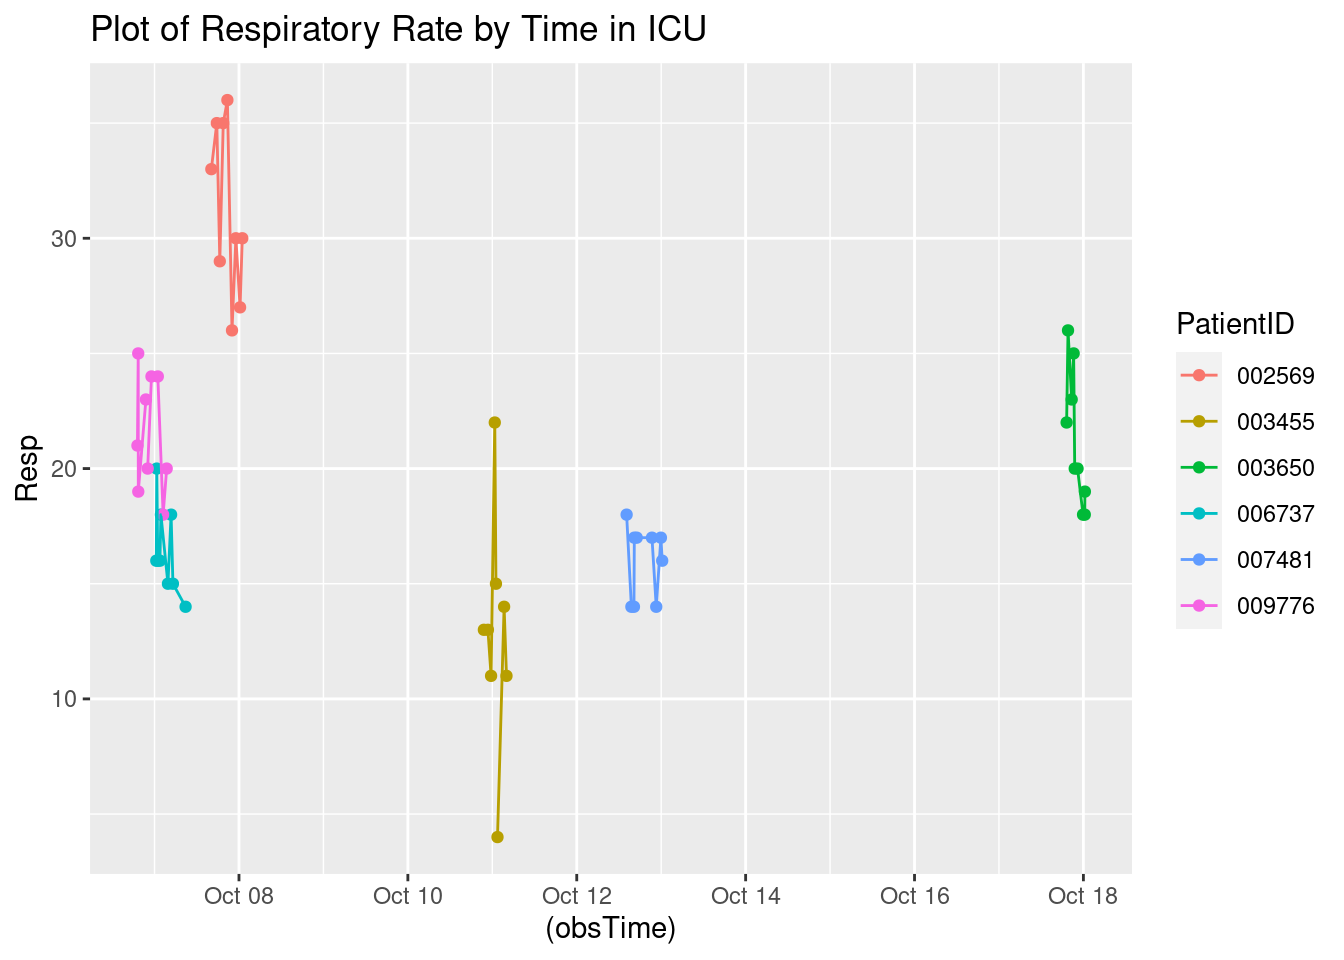 Plot of Respiratory Rate by Time in ICU
Resp
30
20
10
Oct 08
Oct 10
Oct 12
Oct 14
Oct 16
Oct 18
(obsTime)
PatientID
002569
003455
003650
006737
007481
009776